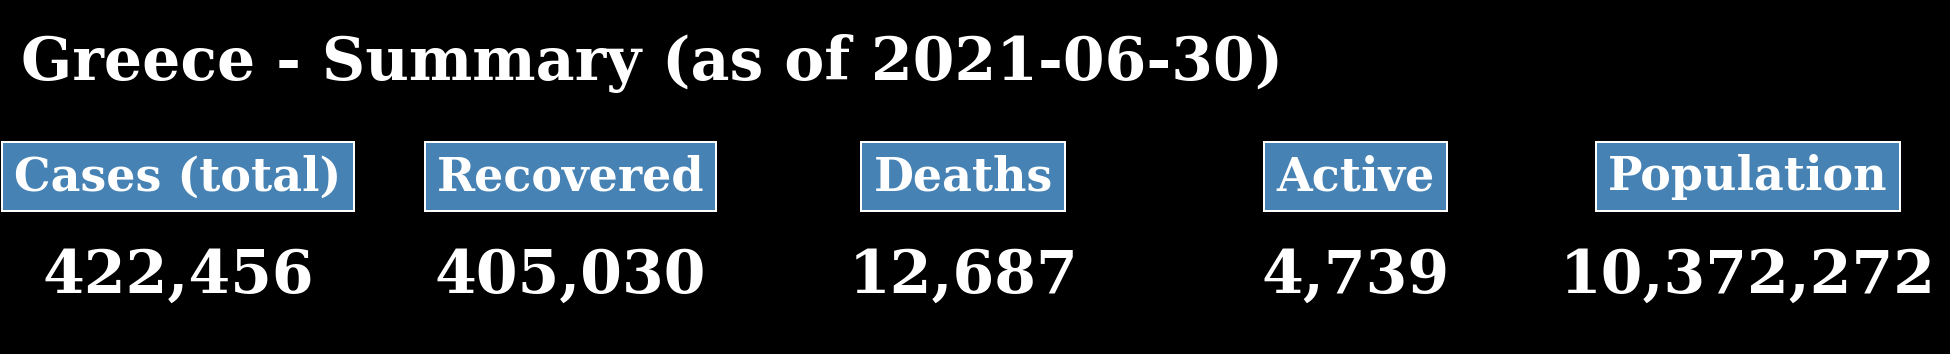 Greece - Summary (as of 2021-06-30)
Cases (total) Recovered Deaths Active Population
422,456 405,030 12,687 4,739 10,372,272